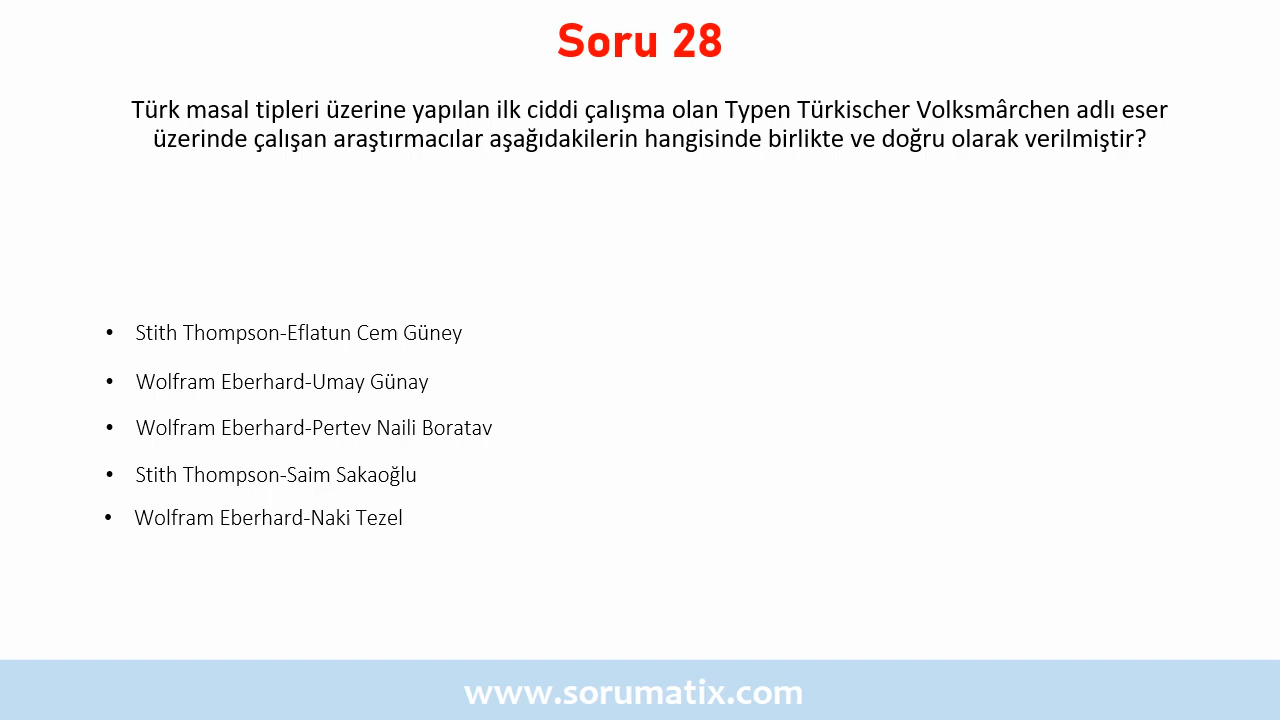 Soru 28
Türk masal tipleri üzerine yapılan ilk ciddi çalışma olan Typen Türkischer Volksmârchen adlı eser
üzerinde çalışan araştırmacılar aşağıdakilerin hangisinde birlikte ve doğru olarak verilmiştir?
• Stith Thompson-Eflatun Cem Güney
• Wolfram Eberhard-Umay Günay
• Wolfram Eberhard-Pertev Naili Boratav
• Stith Thompson-Saim Sakaoğlu
• Wolfram Eberhard-Naki Tezel
www.sorumatix.com